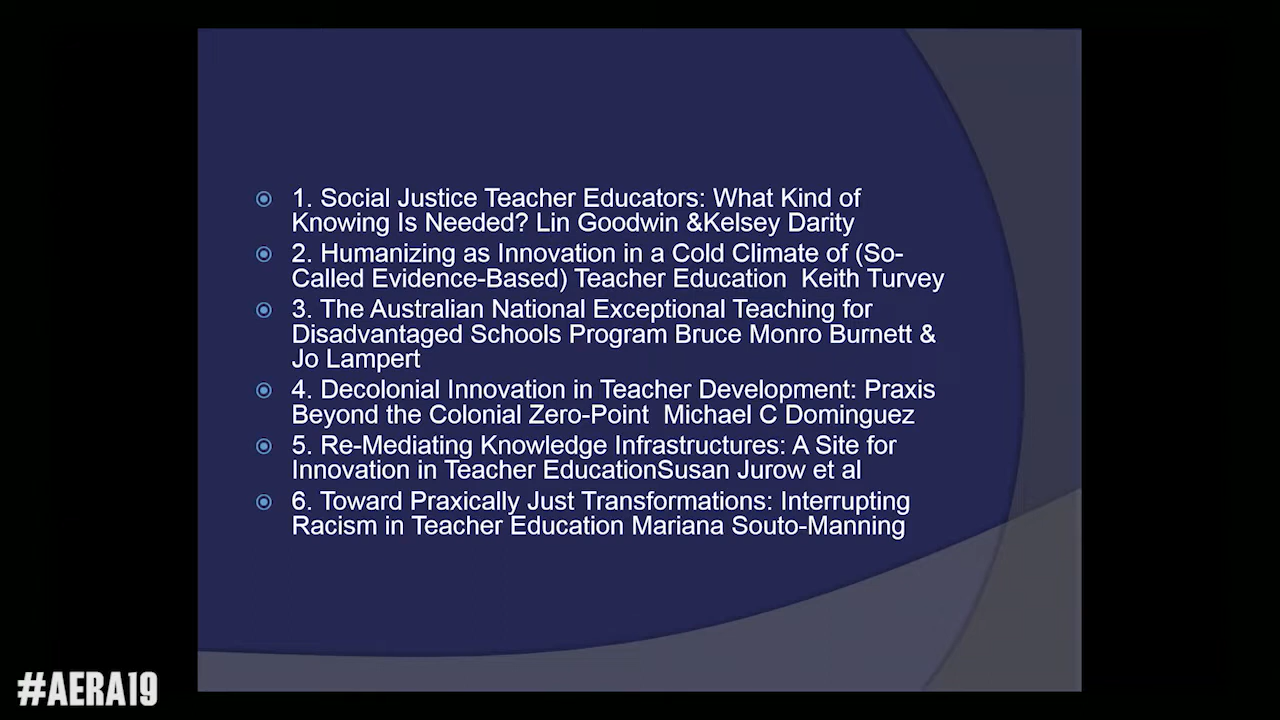 1. Social Justice Teacher Educators: What Kind of
Knowing Is Needed? Lin Goodwin &Kelsey Darity
2. Humanizing as Innovation in a Cold Climate of (So-
Called Evidence-Based) Teacher Education  Keith Turvey
3. The Australian National Exceptional Teaching for
Disadvantaged Schools Program Bruce Monro Burnett &
Jo Lampert
4. Decolonial Innovation in Teacher Development: Praxis
Beyond the Colonial Zero-Point  Michael C Dominguez
5. Re-Mediating Knowledge Infrastructures: A Site for
Innovation in Teacher EducationSusan Jurow et al
6. Toward Praxically Just Transformations: Interrupting
Racism in Teacher Education Mariana Souto-Manning
#AERA19